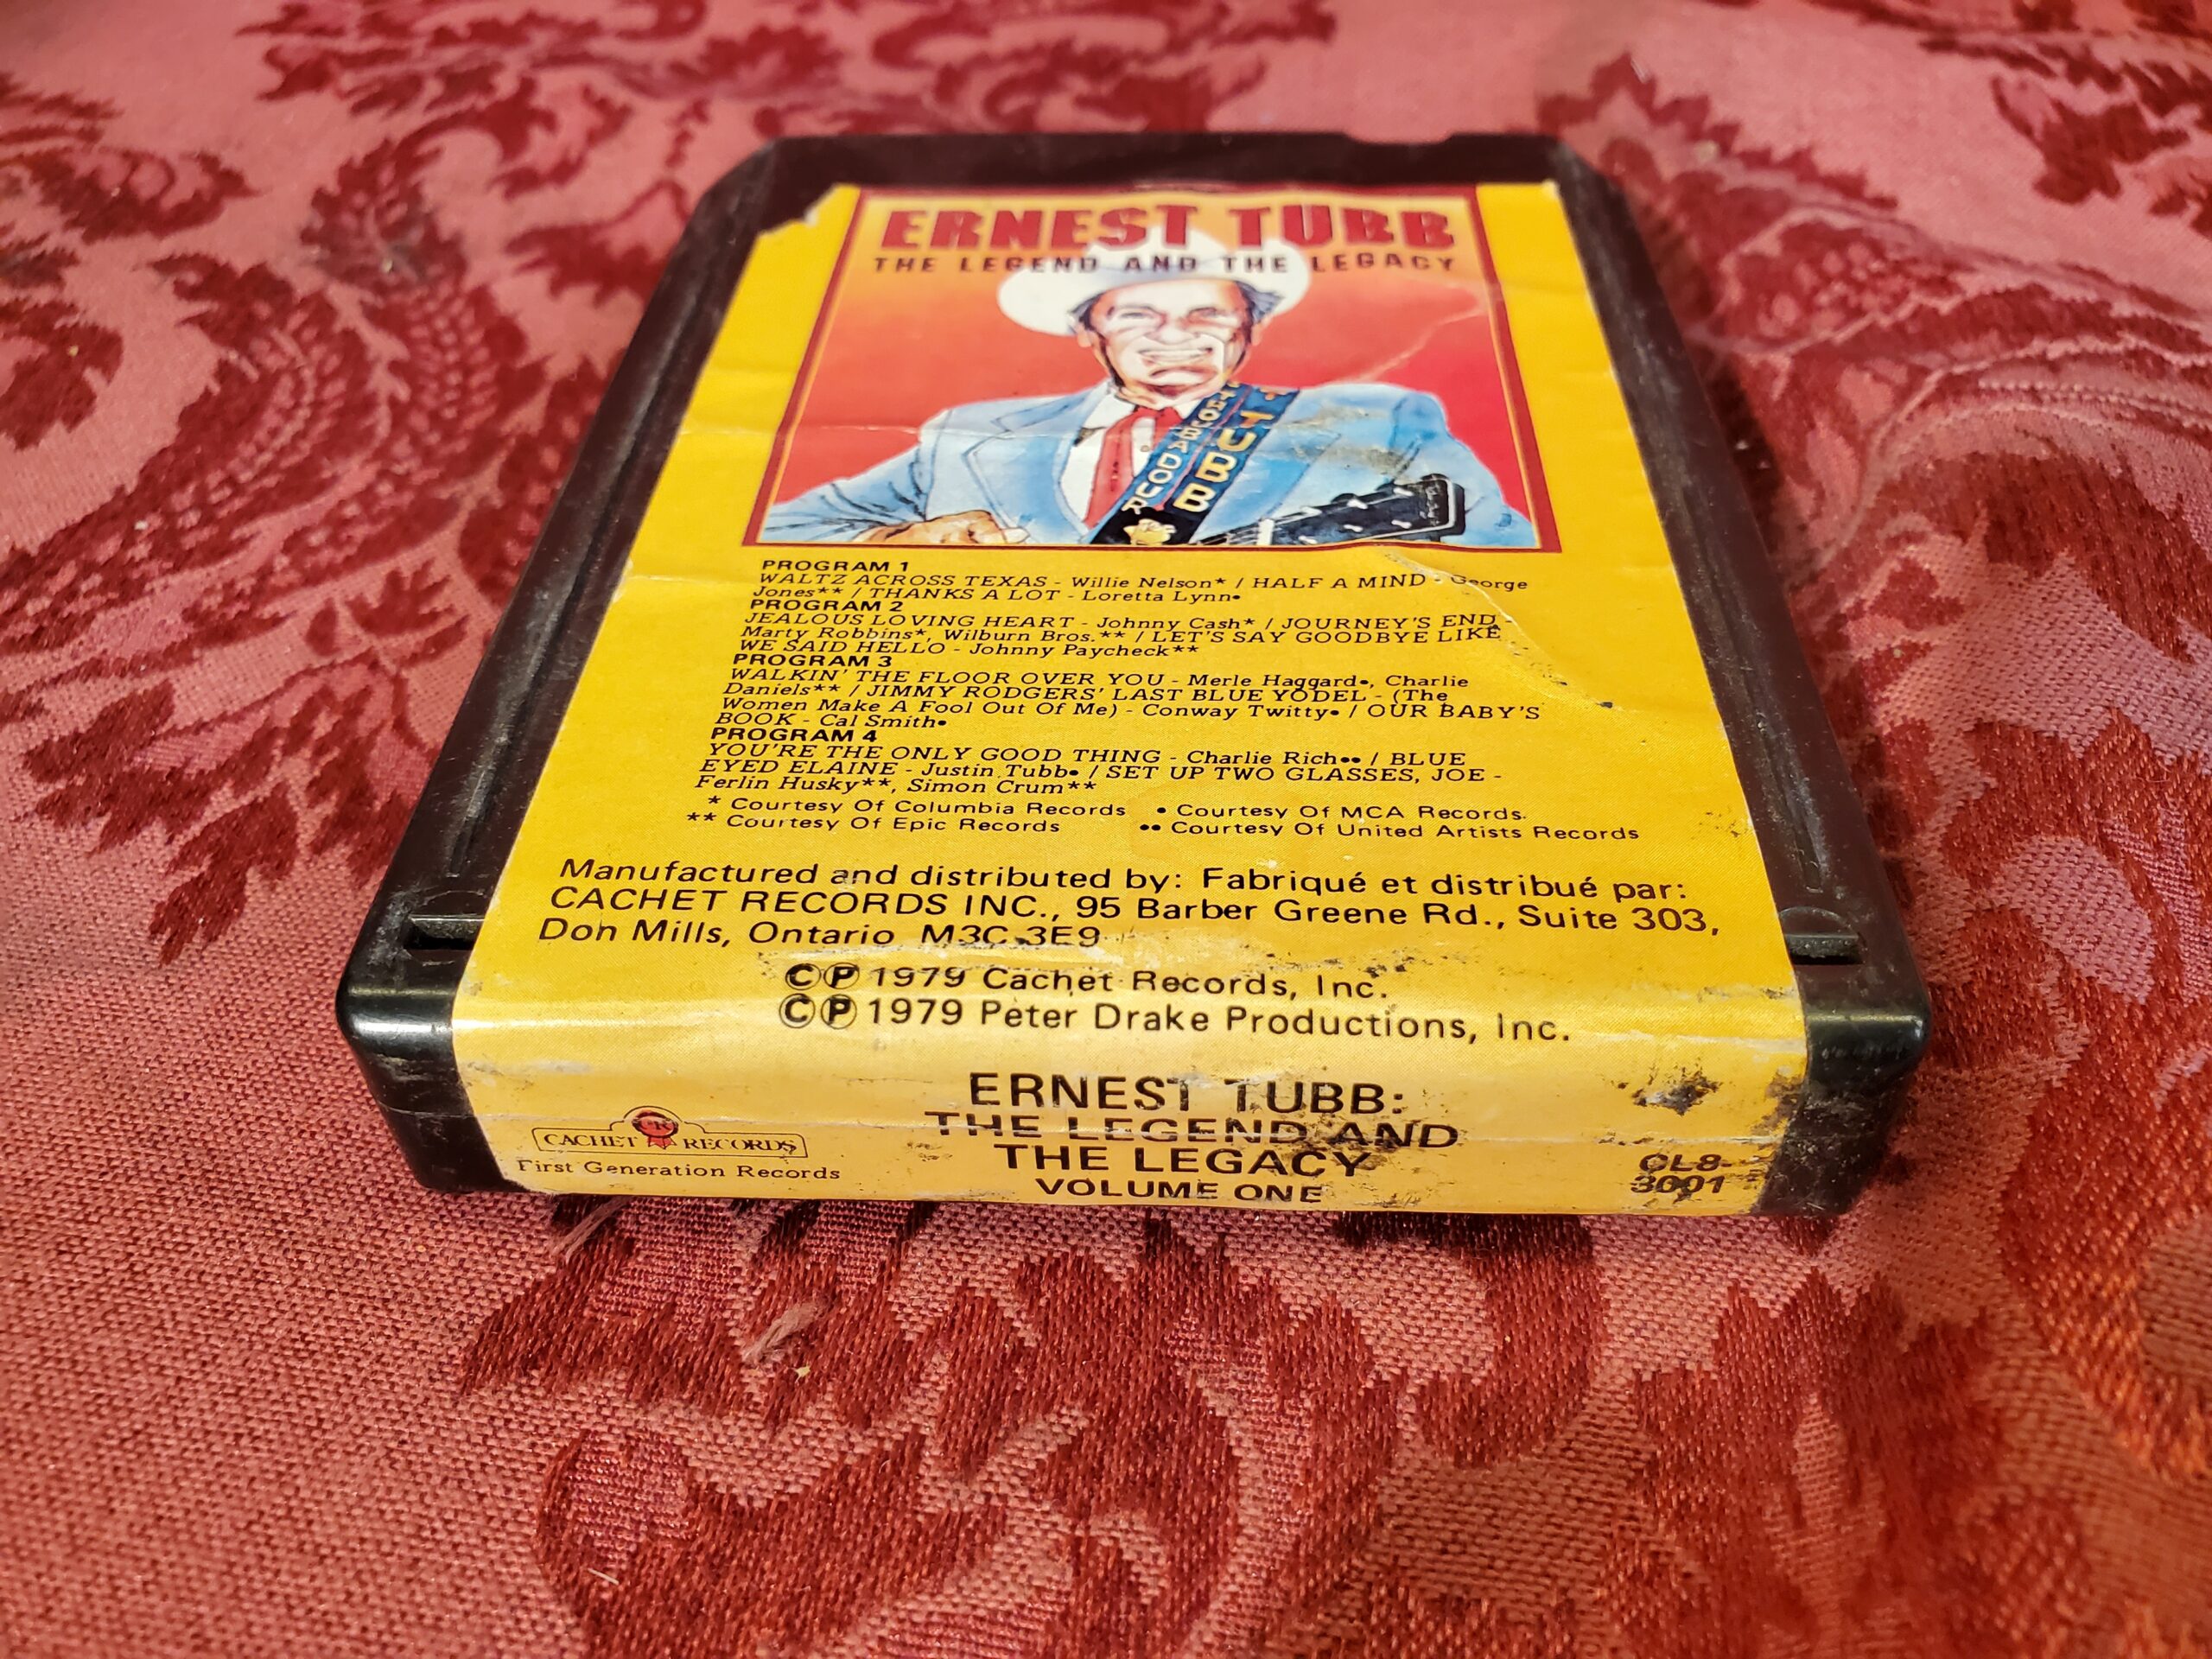 ERNEST TUBB
THE LEGEND AND THE LEGACY
TROUBADOUR
TUBB
PROGRAM 1
WALTZ ACROSS TEXAS - Willie Nelson* / HALF A MIND - George
Jones** / THANKS A LOT - Loretta Lynn•
PROGRAM 2
JEALOUS LOVING HEART - Johnny Cash* / JOURNEY'S END -
Marty Robbins*, Wilburn Bros.** / LET'S SAY GOODBYE LIKE
WE SAID HELLO - Johnny Paycheck**
PROGRAM 3
WALKIN' THE FLOOR OVER YOU - Merle Haggard•, Charlie
Daniels** / JIMMY RODGERS' LAST BLUE YODEL - (The
Women Make A Fool Out Of Me) - Conway Twitty• / OUR BABY'S
BOOK - Cal Smith•
PROGRAM 4
YOU'RE THE ONLY GOOD THING - Charlie Rich•• / BLUE
EYED ELAINE - Justin Tubb• / SET UP TWO GLASSES, JOE -
Ferlin Husky**, Simon Crum**
* Courtesy Of Columbia Records • Courtesy Of MCA Records.
** Courtesy Of Epic Records •• Courtesy Of United Artists Records
Manufactured and distributed by: Fabriqué et distribué par:
CACHET RECORDS INC., 95 Barber Greene Rd., Suite 303,
Don Mills, Ontario M3C 3E9
©℗ 1979 Cachet Records, Inc.
©℗ 1979 Peter Drake Productions, Inc.
ERNEST TUBB:
THE LEGEND AND
THE LEGACY
VOLUME ONE
CR
CACHET RECORDS
First Generation Records
CL8-
3001